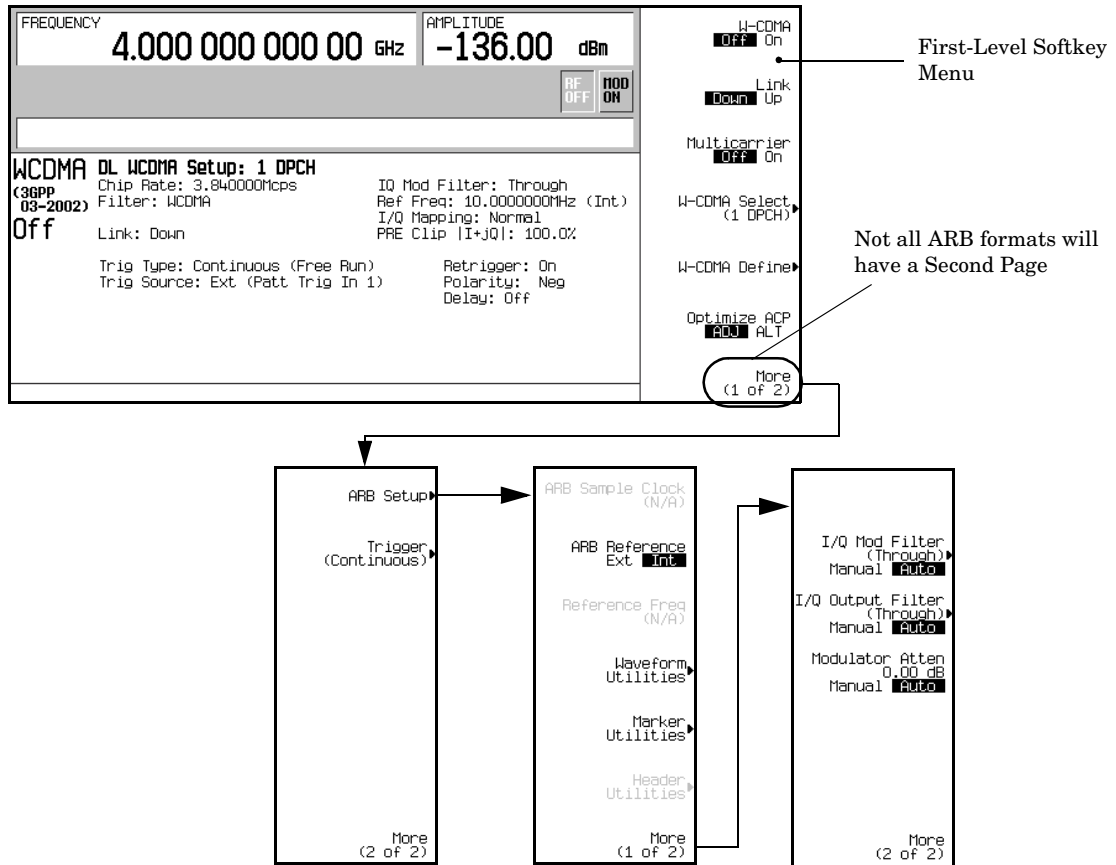 FREQUENCY
4.000 000 000 00 GHz
AMPLITUDE
-136.00 dBm
RF
OFF
MOD
ON
WCDMA
(3GPP
03-2002)
Off
DL WCDMA Setup: 1 DPCH
Chip Rate: 3.840000Mcps
Filter: WCDMA
Link: Down
IQ Mod Filter: Through
Ref Freq: 10.0000000MHz (Int)
I/Q Mapping: Normal
PRE Clip |I+jQ|: 100.0%
Trig Type: Continuous (Free Run)
Trig Source: Ext (Patt Trig In 1)
Retrigger: On
Polarity: Neg
Delay: Off
W-CDMA
Off On
Link
Down Up
Multicarrier
Off On
W-CDMA Select
(1 DPCH)
W-CDMA Define
Optimize ACP
ADJ ALT
More
(1 of 2)
First-Level Softkey
Menu
Not all ARB formats will
have a Second Page
ARB Setup
Trigger
(Continuous)
More
(2 of 2)
ARB Sample Clock
(N/A)
ARB Reference
Ext Int
Reference Freq
(N/A)
Waveform
Utilities
Marker
Utilities
Header
Utilities
More
(1 of 2)
I/Q Mod Filter
(Through)
Manual Auto
I/Q Output Filter
(Through)
Manual Auto
Modulator Atten
0.00 dB
Manual Auto
More
(2 of 2)